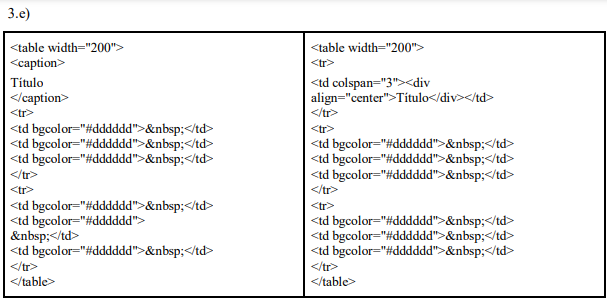 3.e)
<table width="200">
<caption>
Título
</caption>
<tr>
<td bgcolor="#dddddd">&nbsp;</td>
<td bgcolor="#dddddd">&nbsp;</td>
<td bgcolor="#dddddd">&nbsp;</td>
</tr>
<tr>
<td bgcolor="#dddddd">&nbsp;</td>
<td bgcolor="#dddddd">
&nbsp;</td>
<td bgcolor="#dddddd">&nbsp;</td>
</tr>
</table>
<table width="200">
<tr>
<td colspan="3"><div
align="center">Título</div></td>
</tr>
<tr>
<td bgcolor="#dddddd">&nbsp;</td>
<td bgcolor="#dddddd">&nbsp;</td>
<td bgcolor="#dddddd">&nbsp;</td>
</tr>
<tr>
<td bgcolor="#dddddd">&nbsp;</td>
<td bgcolor="#dddddd">&nbsp;</td>
<td bgcolor="#dddddd">&nbsp;</td>
</tr>
</table>